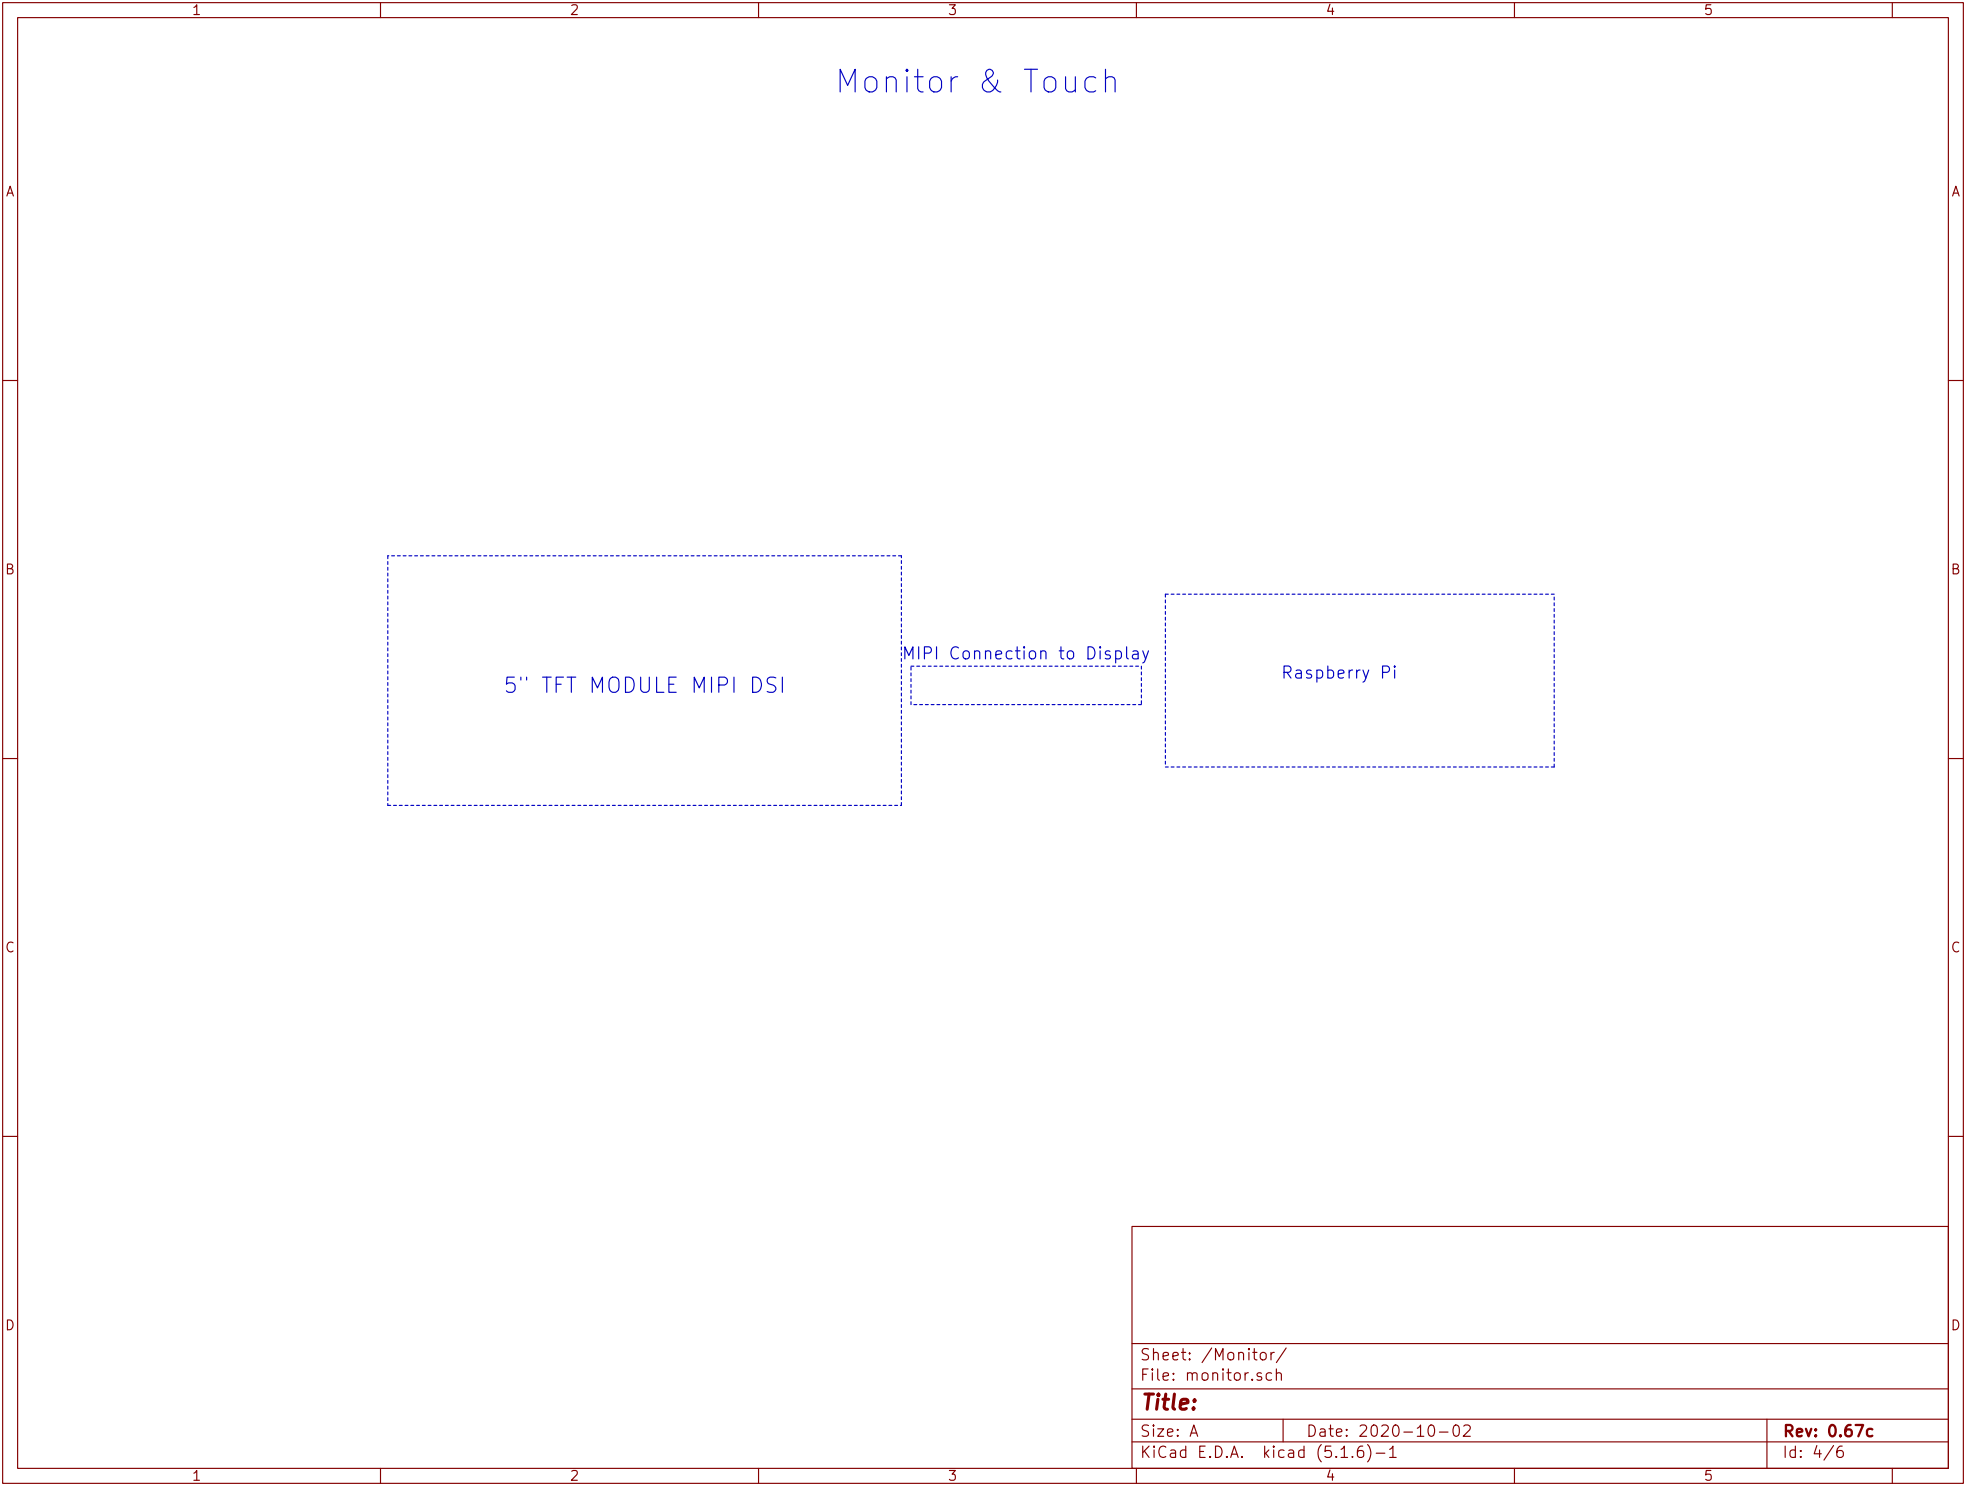 1 2 3 4 5
Monitor & Touch
A A
B B
MIPI Connection to Display
Raspberry Pi
5'' TFT MODULE MIPI DSI
C C
D D
Sheet: /Monitor/
File: monitor.sch
Title:
Size: A Date: 2020-10-02 Rev: 0.67c
KiCad E.D.A. kicad (5.1.6)-1 Id: 4/6
1 2 3 4 5